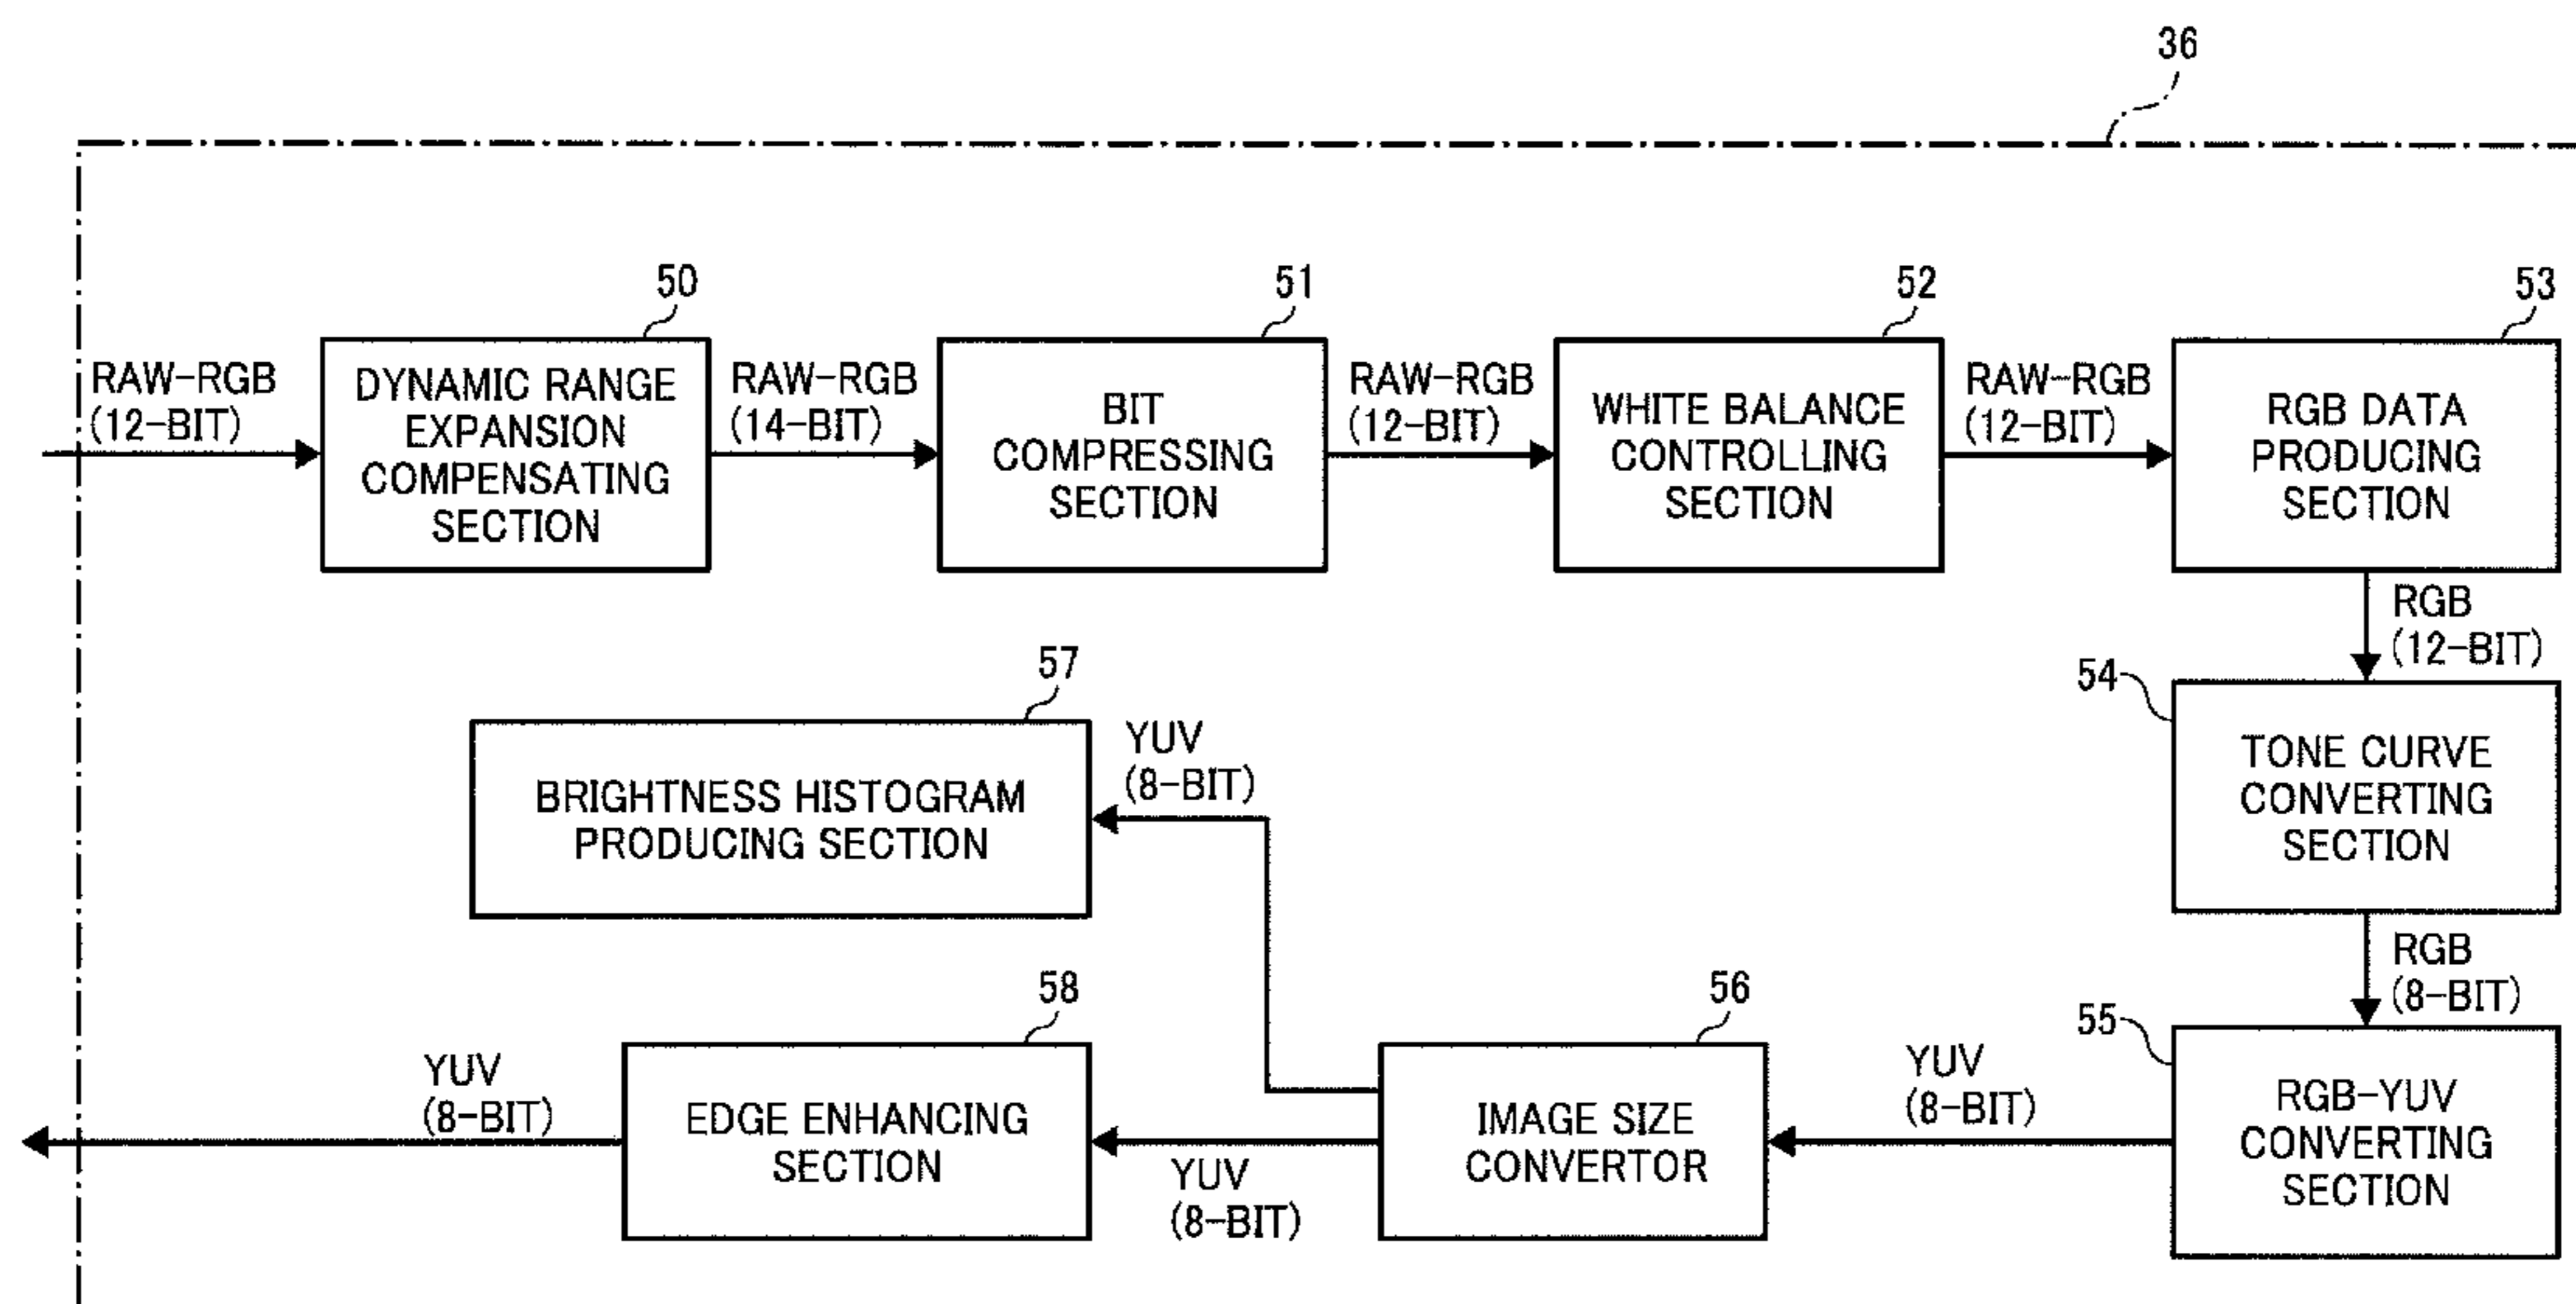 36
50
51
52
53
RAW-RGB
(12-BIT)
DYNAMIC RANGE
EXPANSION
COMPENSATING
SECTION
RAW-RGB
(14-BIT)
BIT
COMPRESSING
SECTION
RAW-RGB
(12-BIT)
WHITE BALANCE
CONTROLLING
SECTION
RAW-RGB
(12-BIT)
RGB DATA
PRODUCING
SECTION
RGB
(12-BIT)
54
TONE CURVE
CONVERTING
SECTION
RGB
(8-BIT)
55
RGB-YUV
CONVERTING
SECTION
YUV
(8-BIT)
56
IMAGE SIZE
CONVERTOR
YUV
(8-BIT)
57
BRIGHTNESS HISTOGRAM
PRODUCING SECTION
YUV
(8-BIT)
58
EDGE ENHANCING
SECTION
YUV
(8-BIT)